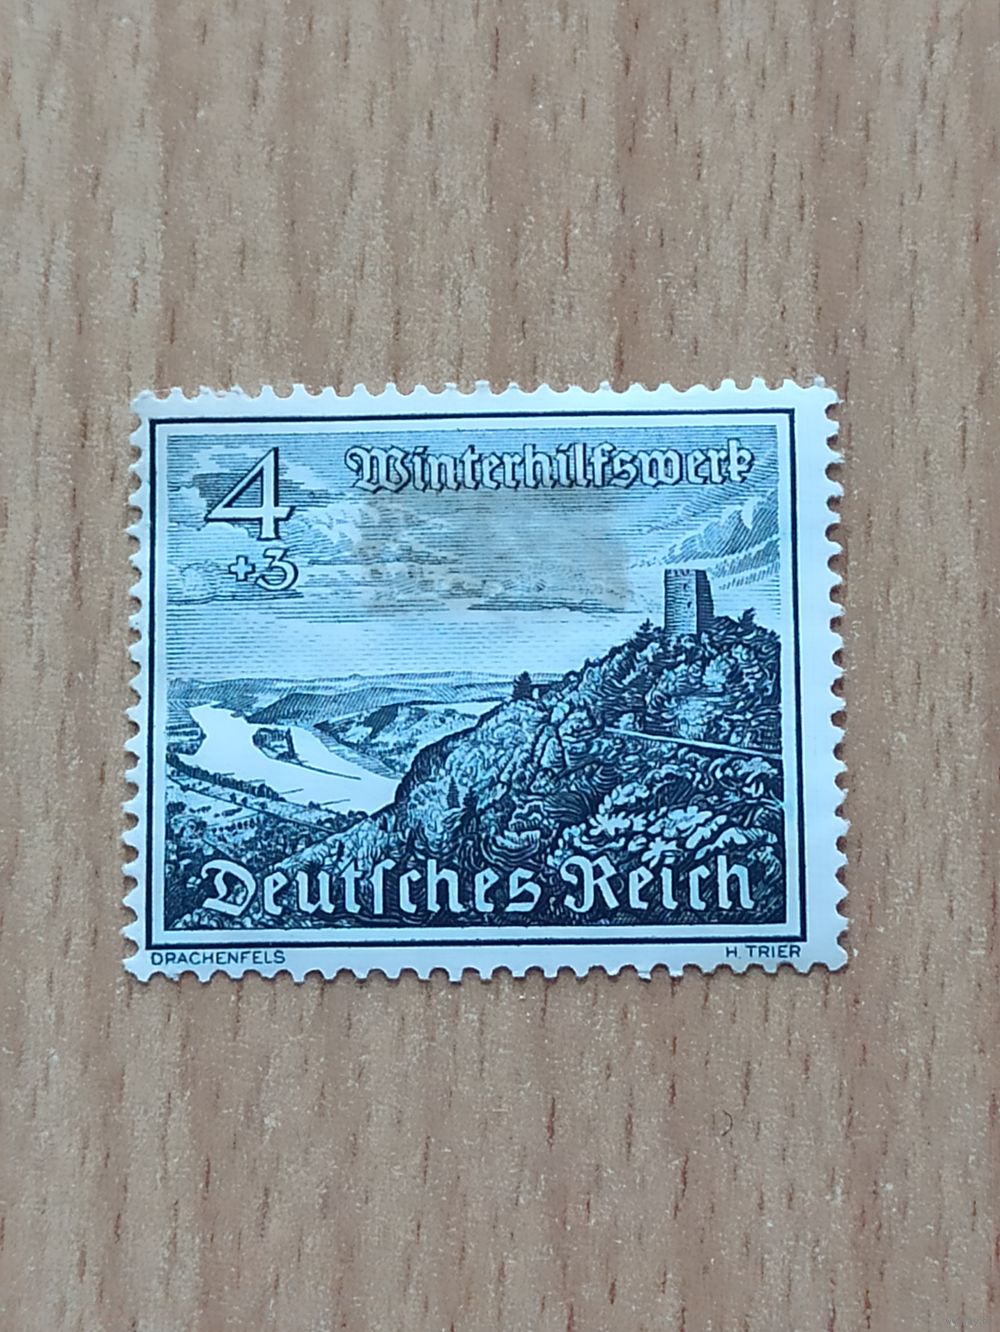 4 Winterhilfswerk
+3
Deutſches Reich
DRACHENFELS H. TRIER